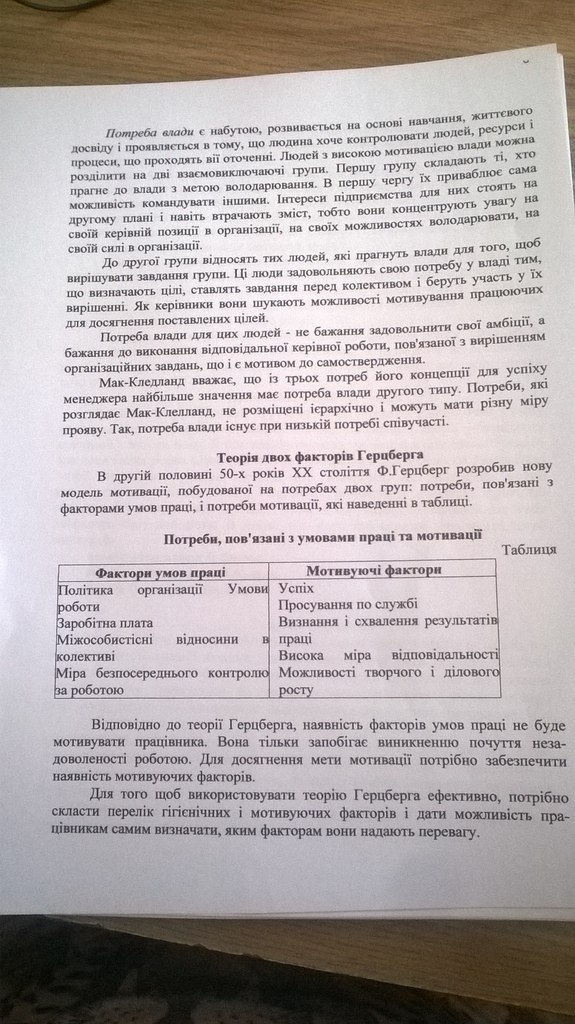 Потреба влади є набутою, розвивається на основі навчання, життєвого
досвіду і проявляється в тому, що людина хоче контролювати людей, ресурси і
процеси, що проходять вії оточенні. Людей з високою мотивацією влади можна
розділити на дві взаємовиключаючі групи. Першу групу складають ті, хто
прагне до влади з метою володарювання. В першу чергу їх приваблює сама
можливість командувати іншими. Інтереси підприємства для них стоять на
другому плані і навіть втрачають зміст, тобто вони концентрують увагу на
своїй керівній позиції в організації, на своїх можливостях володарювати, на
своїй силі в організації.
До другої групи відносять тих людей, які прагнуть влади для того, щоб
вирішувати завдання групи. Ці люди задовольняють свою потребу у владі тим,
що визначають цілі, ставлять завдання перед колективом і беруть участь у їх
вирішенні. Як керівники вони шукають можливості мотивування працюючих
для досягнення поставлених цілей.
Потреба влади для цих людей - не бажання задовольнити свої амбіції, а
бажання до виконання відповідальної керівної роботи, пов'язаної з вирішенням
організаційних завдань, що і є мотивом до самоствердження.
Мак-Кледланд вважає, що із трьох потреб його концепції для успіху
менеджера найбільше значення має потреба влади другого типу. Потреби, які
розглядає Мак-Клелланд, не розміщені ієрархічно і можуть мати різну міру
прояву. Так, потреба влади існує при низькій потребі співучасті.
Теорія двох факторів Герцберга
В другій половині 50-х років XX століття Ф.Герцберг розробив нову
модель мотивації, побудованої на потребах двох груп: потреби, пов'язані з
факторами умов праці, і потреби мотивації, які наведенні в таблиці.
Потреби, пов'язані з умовами праці та мотивації
Таблиця
Фактори умов праці
Політика організації Умови
роботи
Заробітна плата
Міжособистісні відносини в
колективі
Міра безпосереднього контролю
за роботою
Мотивуючі фактори
Успіх
Просування по службі
Визнання і схвалення результатів
праці
Висока міра відповідальності
Можливості творчого і ділового
росту
Відповідно до теорії Герцберга, наявність факторів умов праці не буде
мотивувати працівника. Вона тільки запобігає виникненню почуття неза-
доволеності роботою. Для досягнення мети мотивації потрібно забезпечити
наявність мотивуючих факторів.
Для того щоб використовувати теорію Герцберга ефективно, потрібно
скласти перелік гігієнічних і мотивуючих факторів і дати можливість пра-
цівникам самим визначати, яким факторам вони надають перевагу.